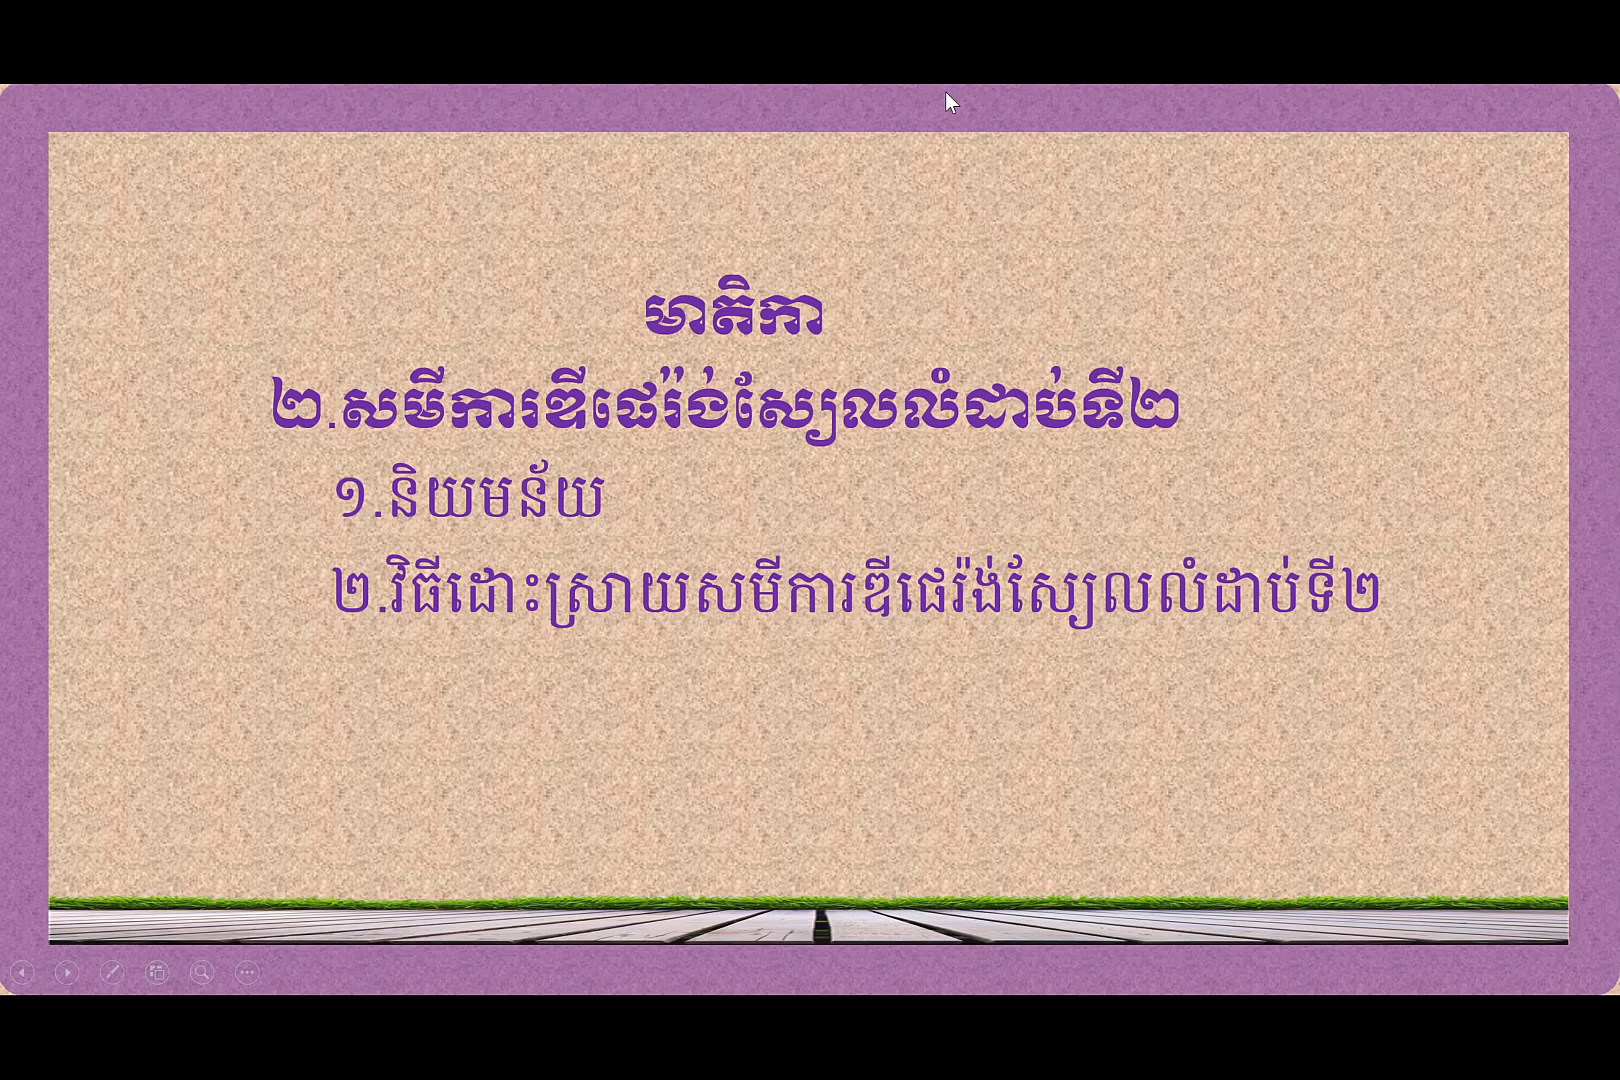 មាតិកា
២.សមីការឌីផេរ៉ង់ស្យែលលំដាប់ទី២
១.និយមន័យ
២.វិធីដោះស្រាយសមីការឌីផេរ៉ង់ស្យែលលំដាប់ទី២